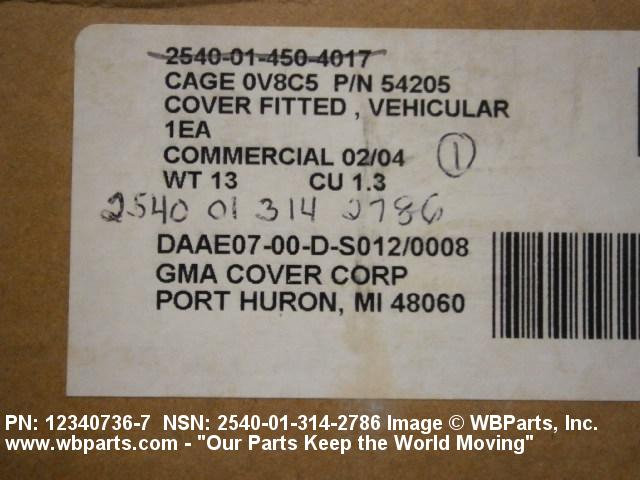 2540-01-450-4017
CAGE 0V8C5 P/N 54205
COVER FITTED , VEHICULAR
1EA
COMMERCIAL 02/04 1
WT 13 CU 1.3
2540 01 314 2786
DAAE07-00-D-S012/0008
GMA COVER CORP
PORT HURON, MI 48060
PN: 12340736-7 NSN: 2540-01-314-2786 Image © WBParts, Inc.
www.wbparts.com - "Our Parts Keep the World Moving"